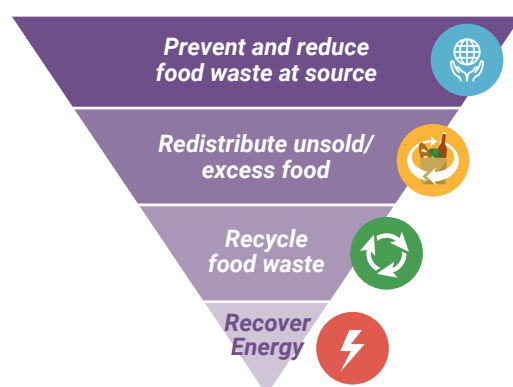 Prevent and reduce
food waste at source
Redistribute unsold/
excess food
Recycle
food waste
Recover
Energy